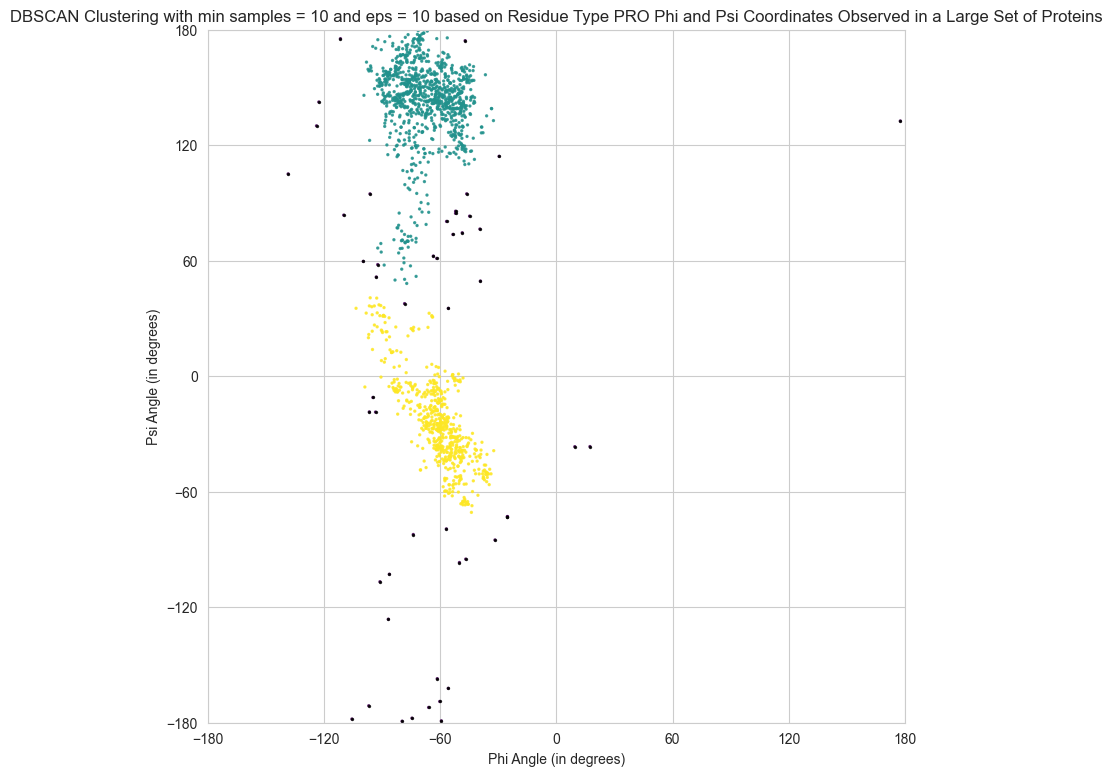 DBSCAN Clustering with min samples = 10 and eps = 10 based on Residue Type PRO Phi and Psi Coordinates Observed in a Large Set of Proteins
180
120
60
0
−60
−120
−180
Psi Angle (in degrees)
−180 −120 −60 0 60 120 180
Phi Angle (in degrees)